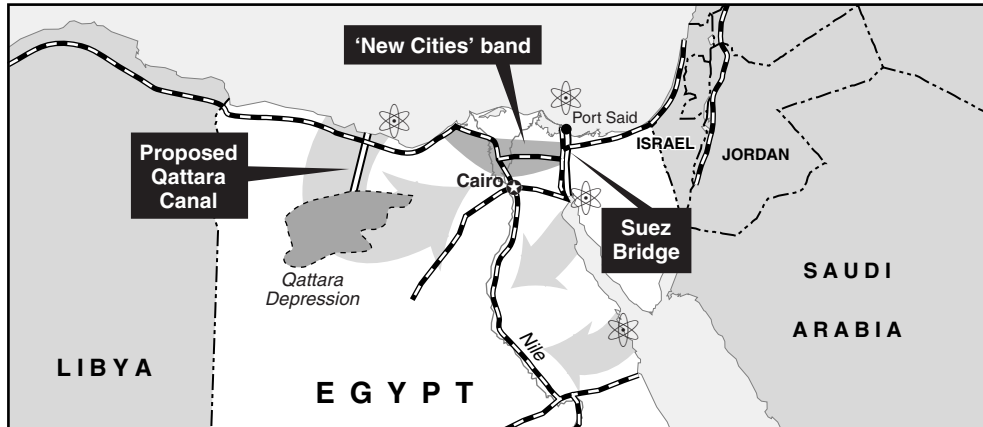 ‘New Cities’ band
Port Said
ISRAEL
JORDAN
Proposed
Qattara
Canal
Cairo
Suez
Bridge
Qattara
Depression
SAUDI
ARABIA
Nile
LIBYA
EGYPT